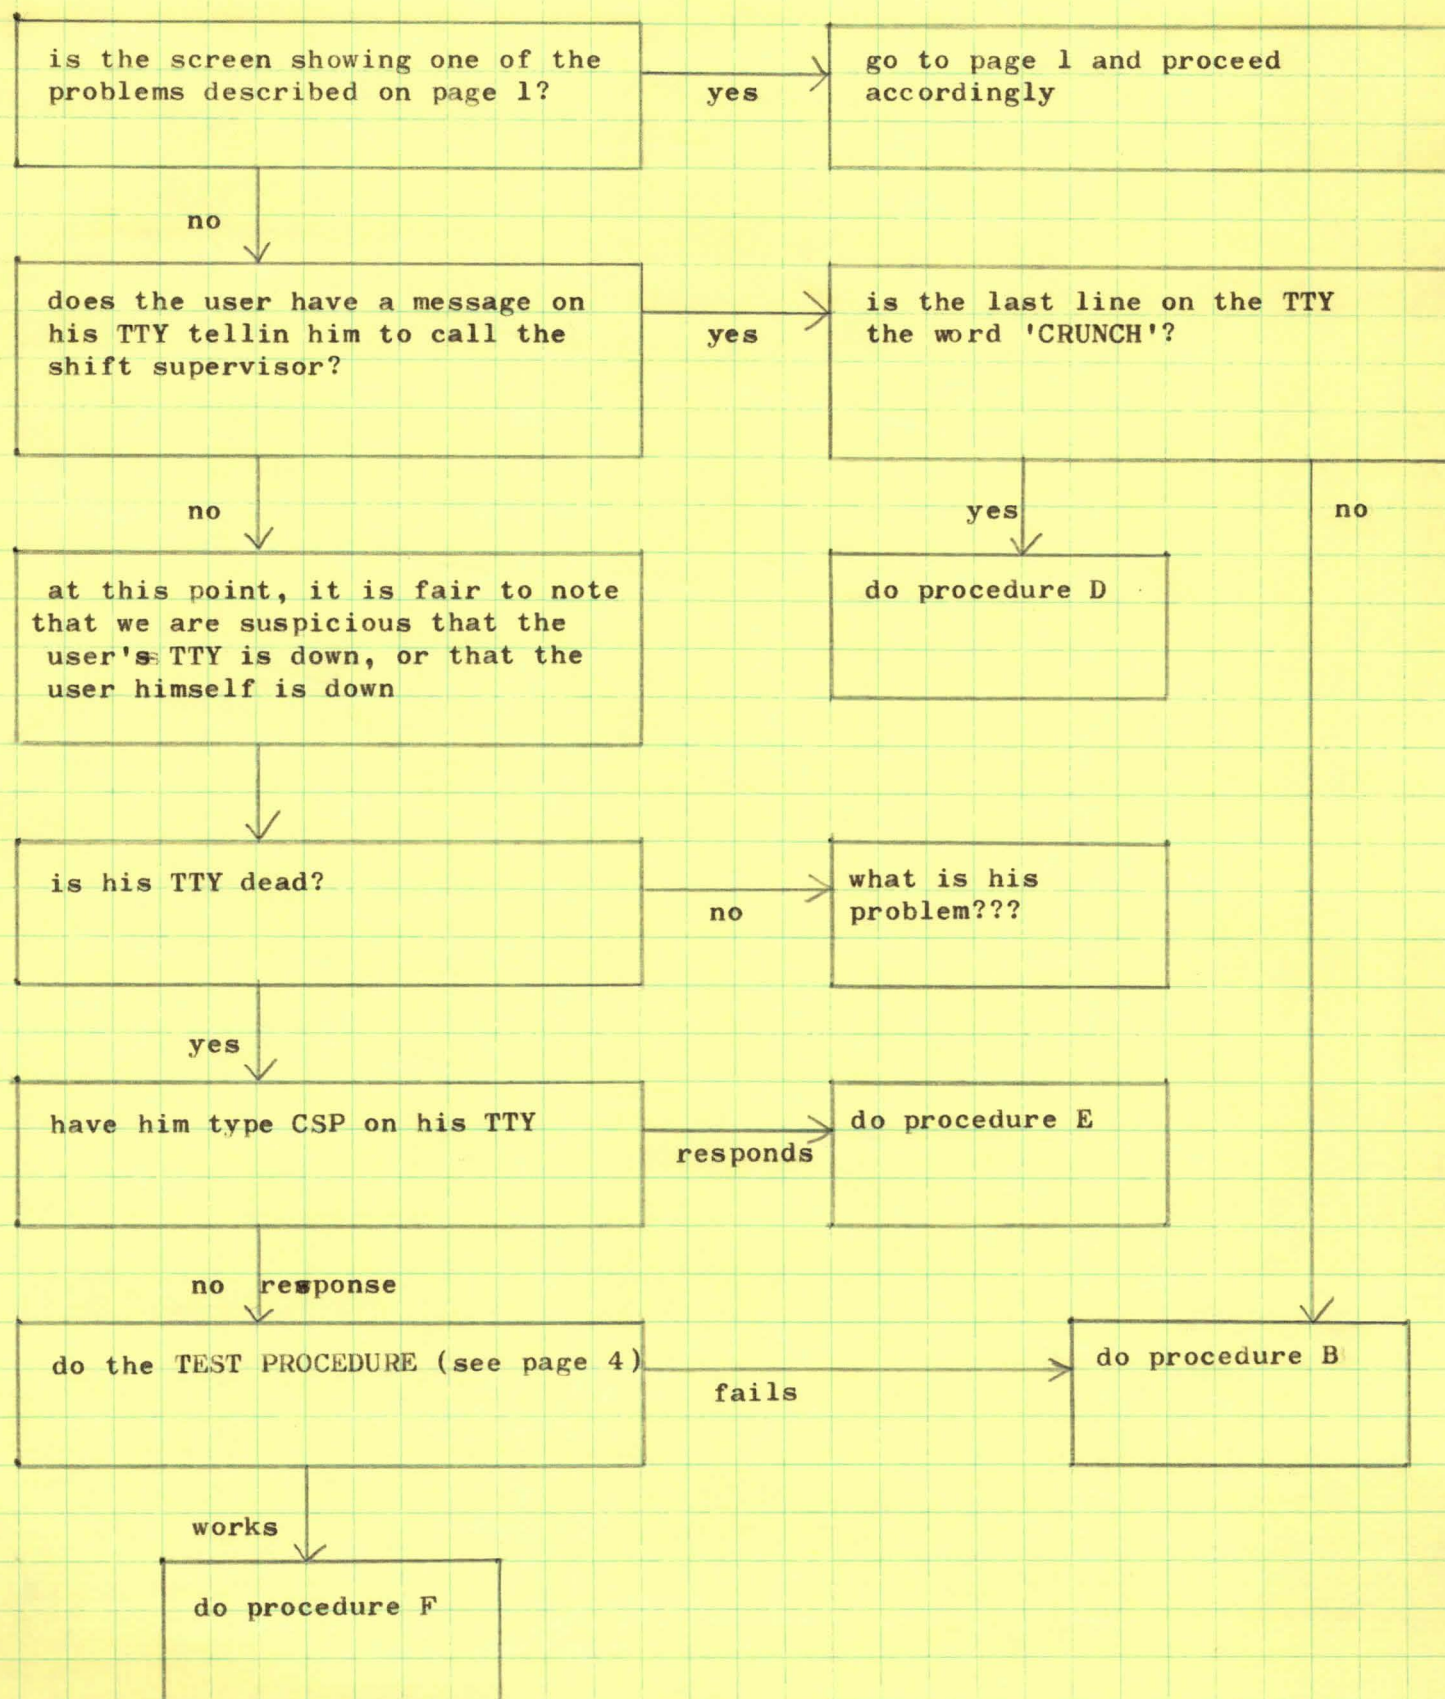 is the screen showing one of the
problems described on page 1?
yes
go to page 1 and proceed
accordingly
no
does the user have a message on
his TTY tellin him to call the
shift supervisor?
yes
is the last line on the TTY
the word 'CRUNCH'?
no
yes
no
at this point, it is fair to note
that we are suspicious that the
user's TTY is down, or that the
user himself is down
do procedure D
is his TTY dead?
no
what is his
problem???
yes
have him type CSP on his TTY
responds
do procedure E
no response
do the TEST PROCEDURE (see page 4)
fails
do procedure B
works
do procedure F